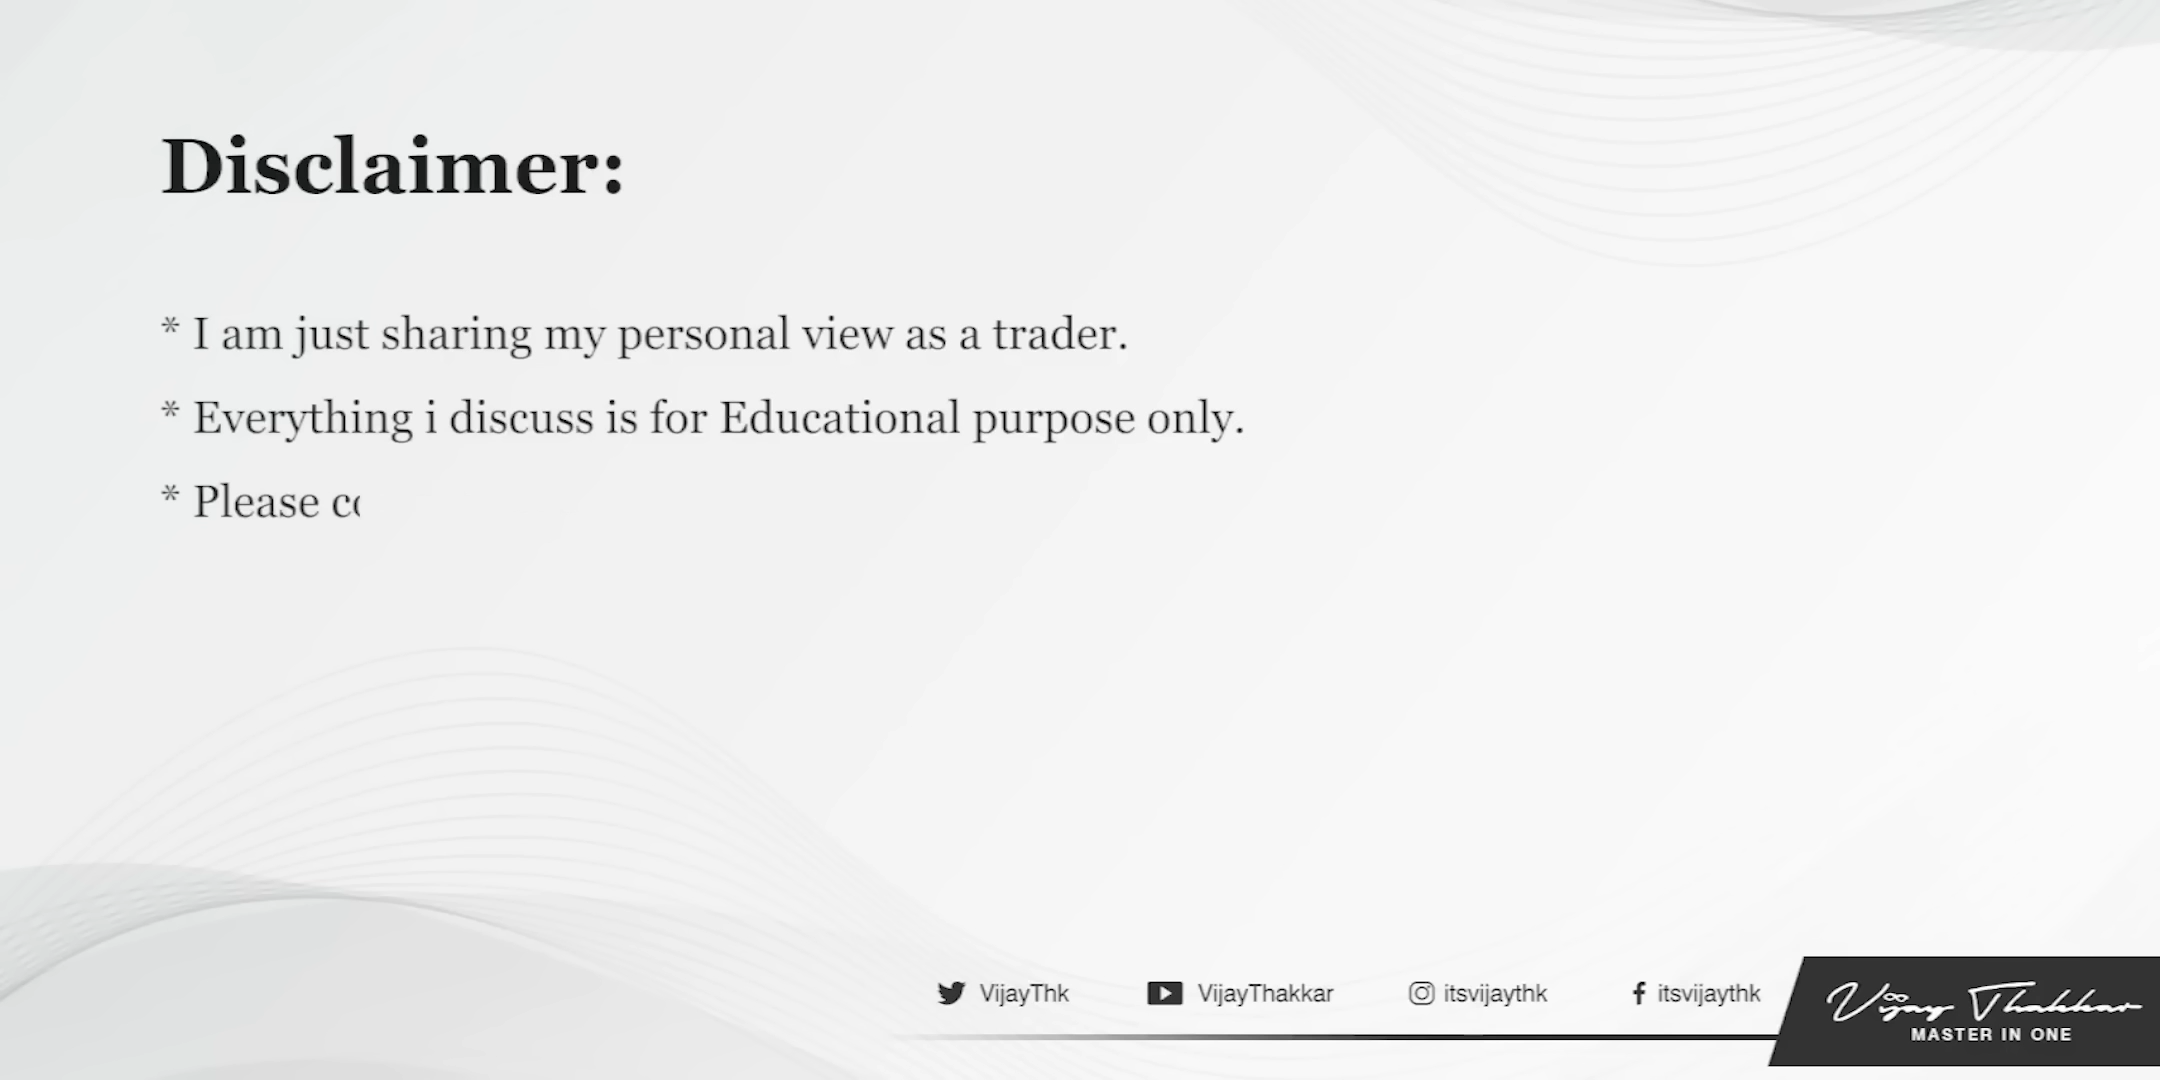 Disclaimer:
* I am just sharing my personal view as a trader.
* Everything i discuss is for Educational purpose only.
* Please
VijayThk VijayThakkar itsvijaythk itsvijaythk
Vijay Thakkar
MASTER IN ONE